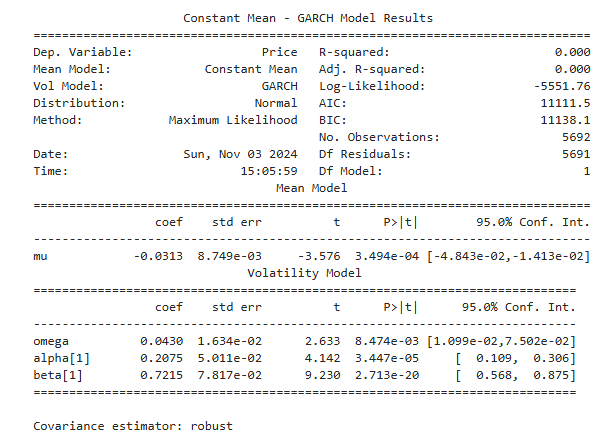 Constant Mean - GARCH Model Results
==============================================================================
Dep. Variable:                  Price   R-squared:                       0.000
Mean Model:             Constant Mean   Adj. R-squared:                  0.000
Vol Model:                      GARCH   Log-Likelihood:               -5551.76
Distribution:                  Normal   AIC:                           11111.5
Method:            Maximum Likelihood   BIC:                           11138.1
                                        No. Observations:                 5692
Date:                Sun, Nov 03 2024   Df Residuals:                     5691
Time:                        15:05:59   Df Model:                            1
                                  Mean Model
==============================================================================
                 coef    std err          t      P>|t|        95.0% Conf. Int.
------------------------------------------------------------------------------
mu            -0.0313  8.749e-03     -3.576  3.494e-04 [-4.843e-02,-1.413e-02]
                              Volatility Model
============================================================================
                 coef    std err          t      P>|t|      95.0% Conf. Int.
----------------------------------------------------------------------------
omega          0.0430  1.634e-02      2.633  8.474e-03 [1.099e-02,7.502e-02]
alpha[1]       0.2075  5.011e-02      4.142  3.447e-05     [  0.109,  0.306]
beta[1]        0.7215  7.817e-02      9.230  2.713e-20     [  0.568,  0.875]
============================================================================
Covariance estimator: robust